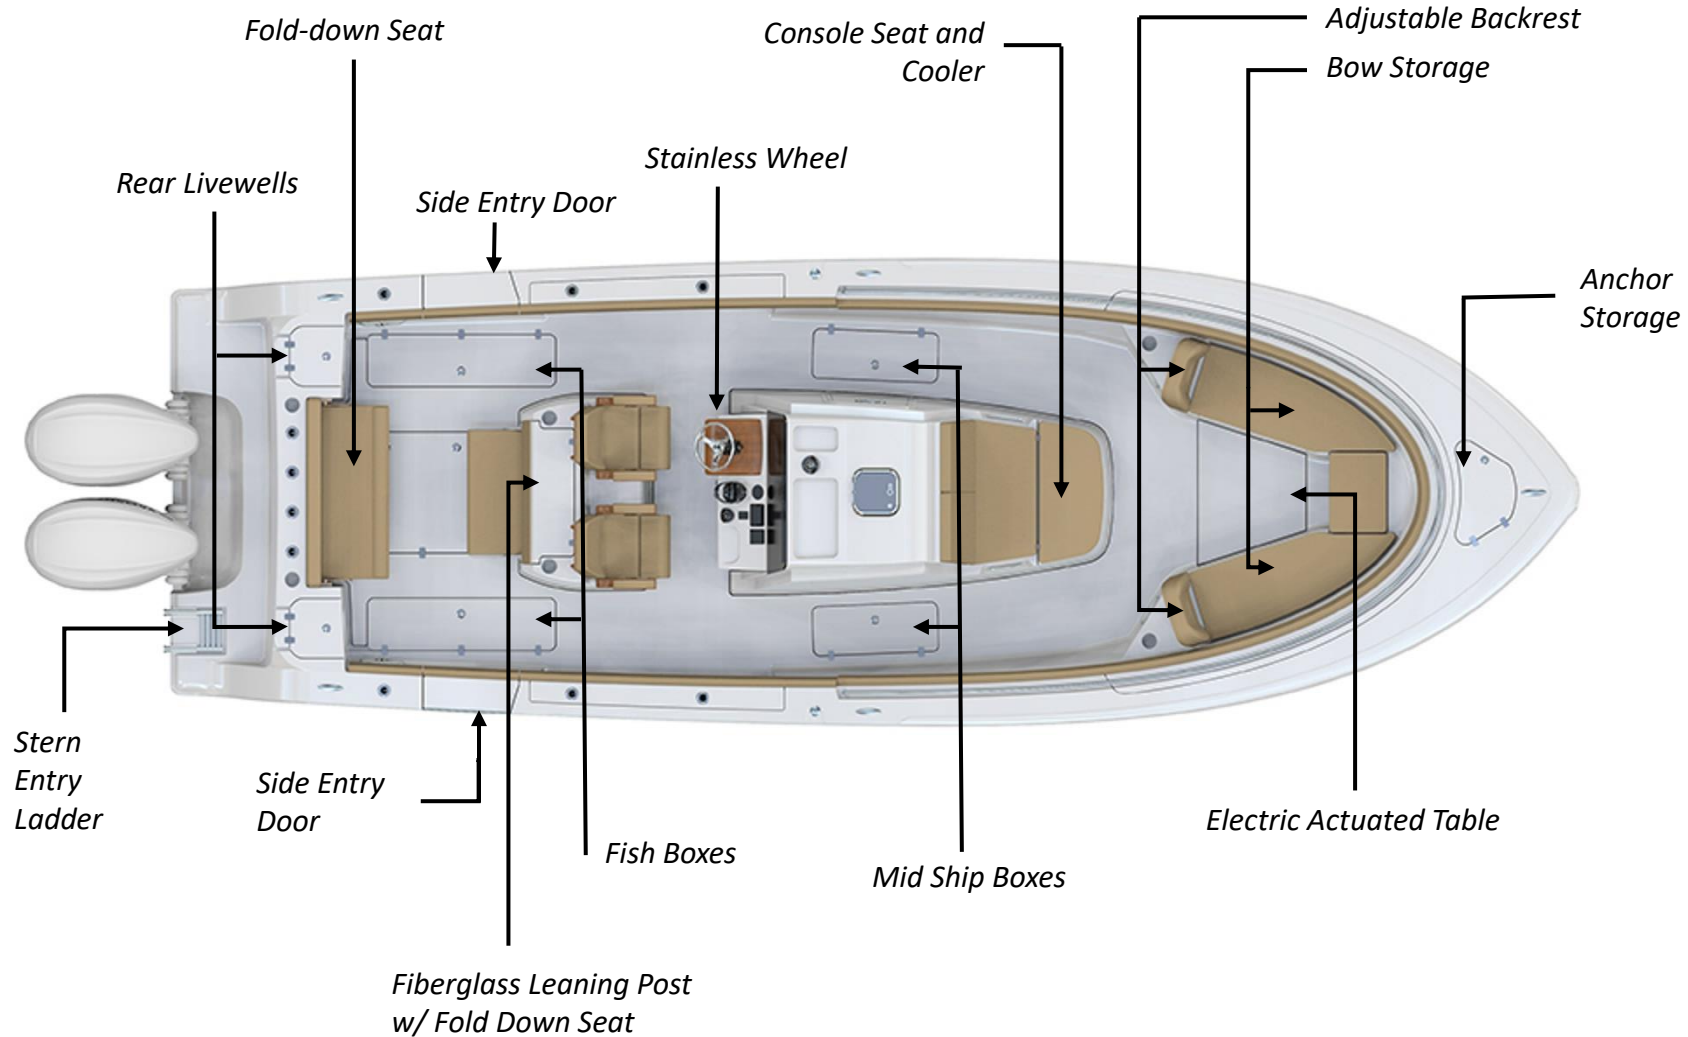 Fold-down Seat
Console Seat and
Cooler
Adjustable Backrest
Bow Storage
Stainless Wheel
Rear Livewells
Side Entry Door
Anchor
Storage
Stern
Entry
Ladder
Side Entry
Door
Fish Boxes
Mid Ship Boxes
Electric Actuated Table
Fiberglass Leaning Post
w/ Fold Down Seat